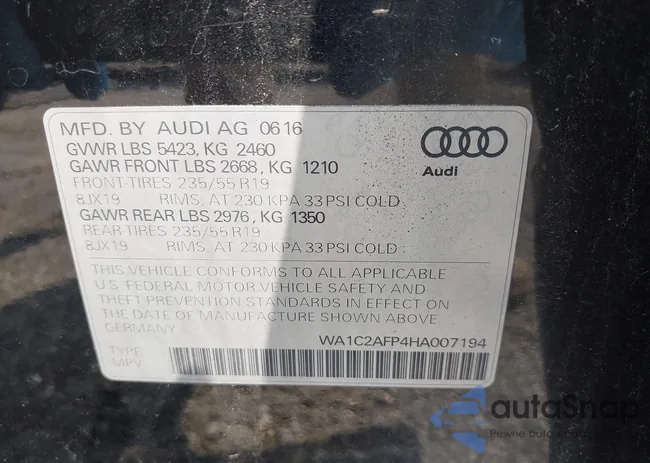 MFD. BY AUDI AG 0616
GVWR LBS 5423, KG 2460
GAWR FRONT LBS 2668, KG 1210
FRONT-TIRES 235/55 R19
8JX19 RIMS, AT 230 KPA 33 PSI COLD
GAWR REAR LBS 2976, KG 1350
REAR-TIRES 235/55 R19
8JX19 RIMS, AT 230 KPA 33 PSI COLD
Audi
THIS VEHICLE CONFORMS TO ALL APPLICABLE
U.S. FEDERAL MOTOR VEHICLE SAFETY AND
THEFT PREVENTION STANDARDS IN EFFECT ON
THE DATE OF MANUFACTURE SHOWN ABOVE
GERMANY
WA1C2AFP4HA007194
TYPE
MPV
autaSnap
Pewne auto